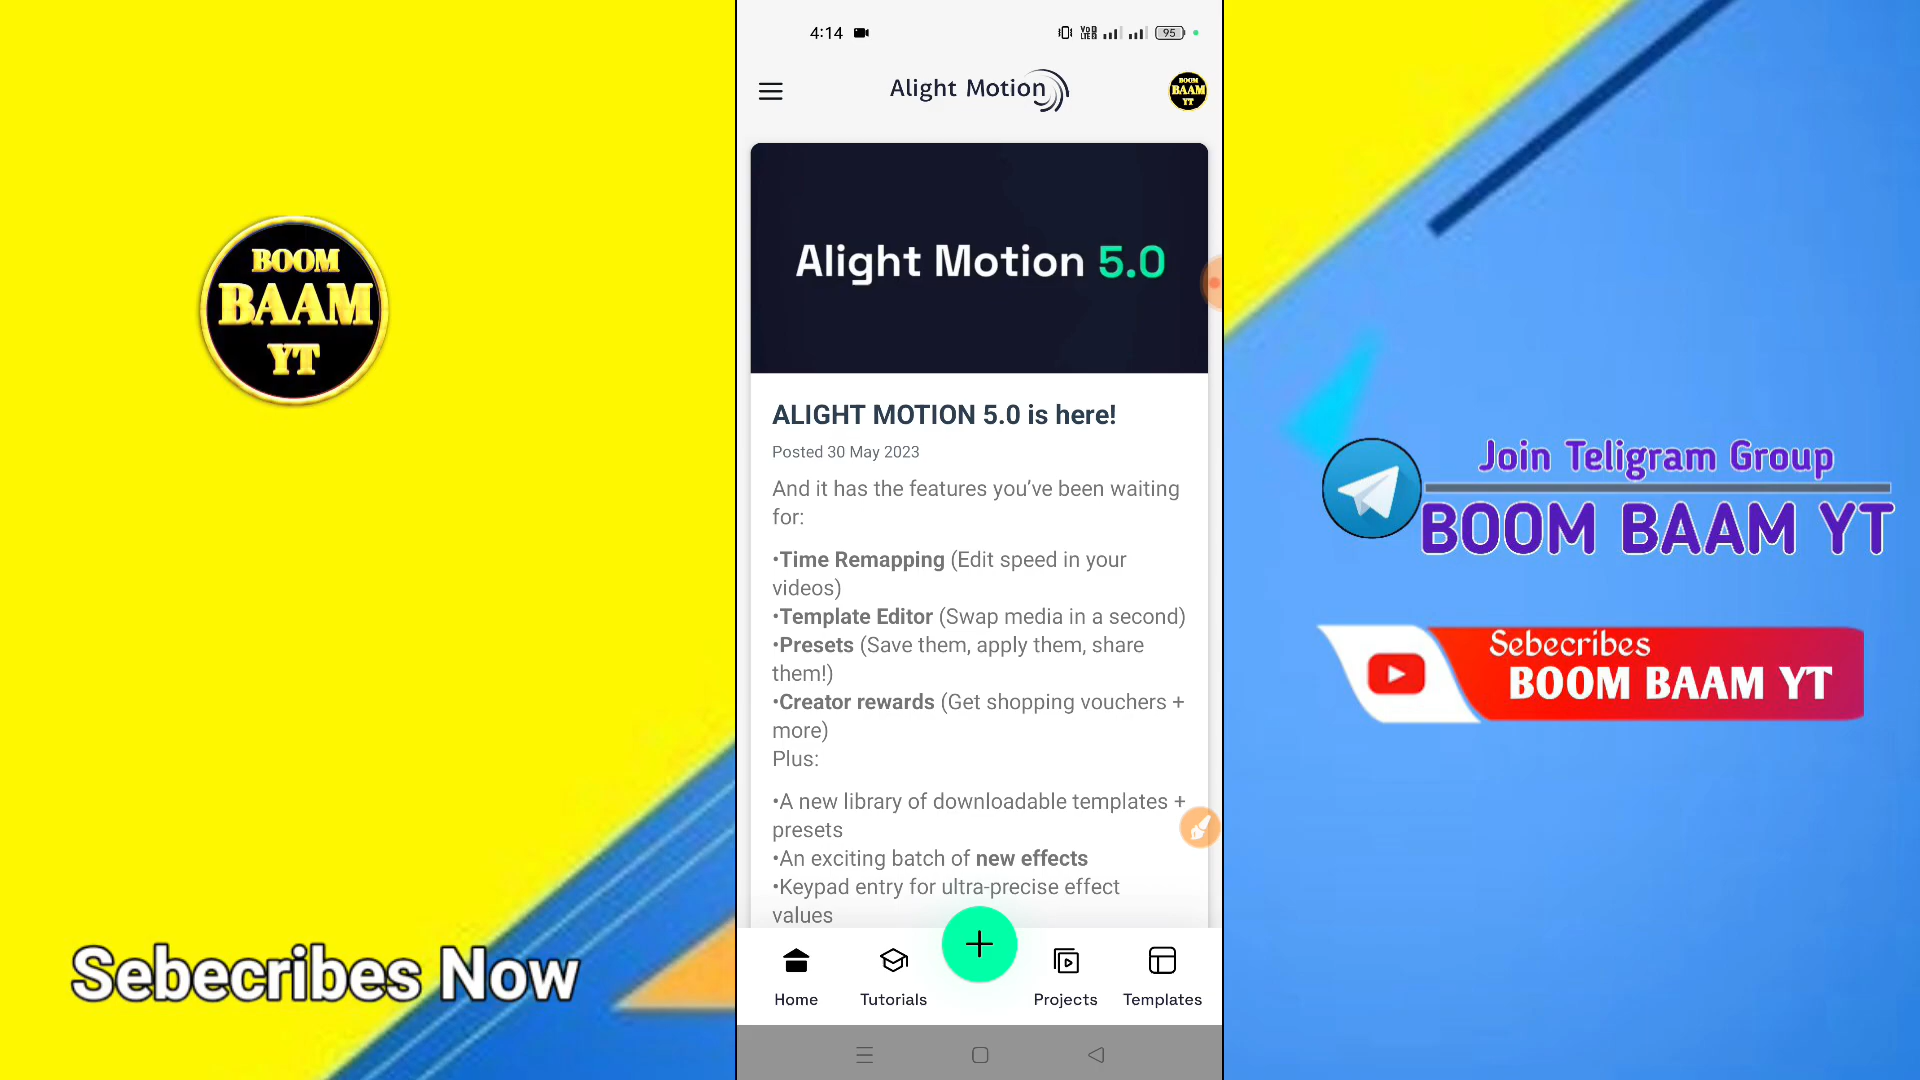 BOOM
BAAM
YT
Sebecribes Now
4:14
95
Alight Motion
BOOM
BAAM
YT
Alight Motion 5.0
ALIGHT MOTION 5.0 is here!
Posted 30 May 2023
And it has the features you’ve been waiting
for:
•Time Remapping (Edit speed in your
videos)
•Template Editor (Swap media in a second)
•Presets (Save them, apply them, share
them!)
•Creator rewards (Get shopping vouchers +
more)
Plus:
•A new library of downloadable templates +
presets
•An exciting batch of new effects
•Keypad entry for ultra-precise effect
values
Home
Tutorials
Projects
Templates
Join Teligram Group
BOOM BAAM YT
Sebecribes
BOOM BAAM YT